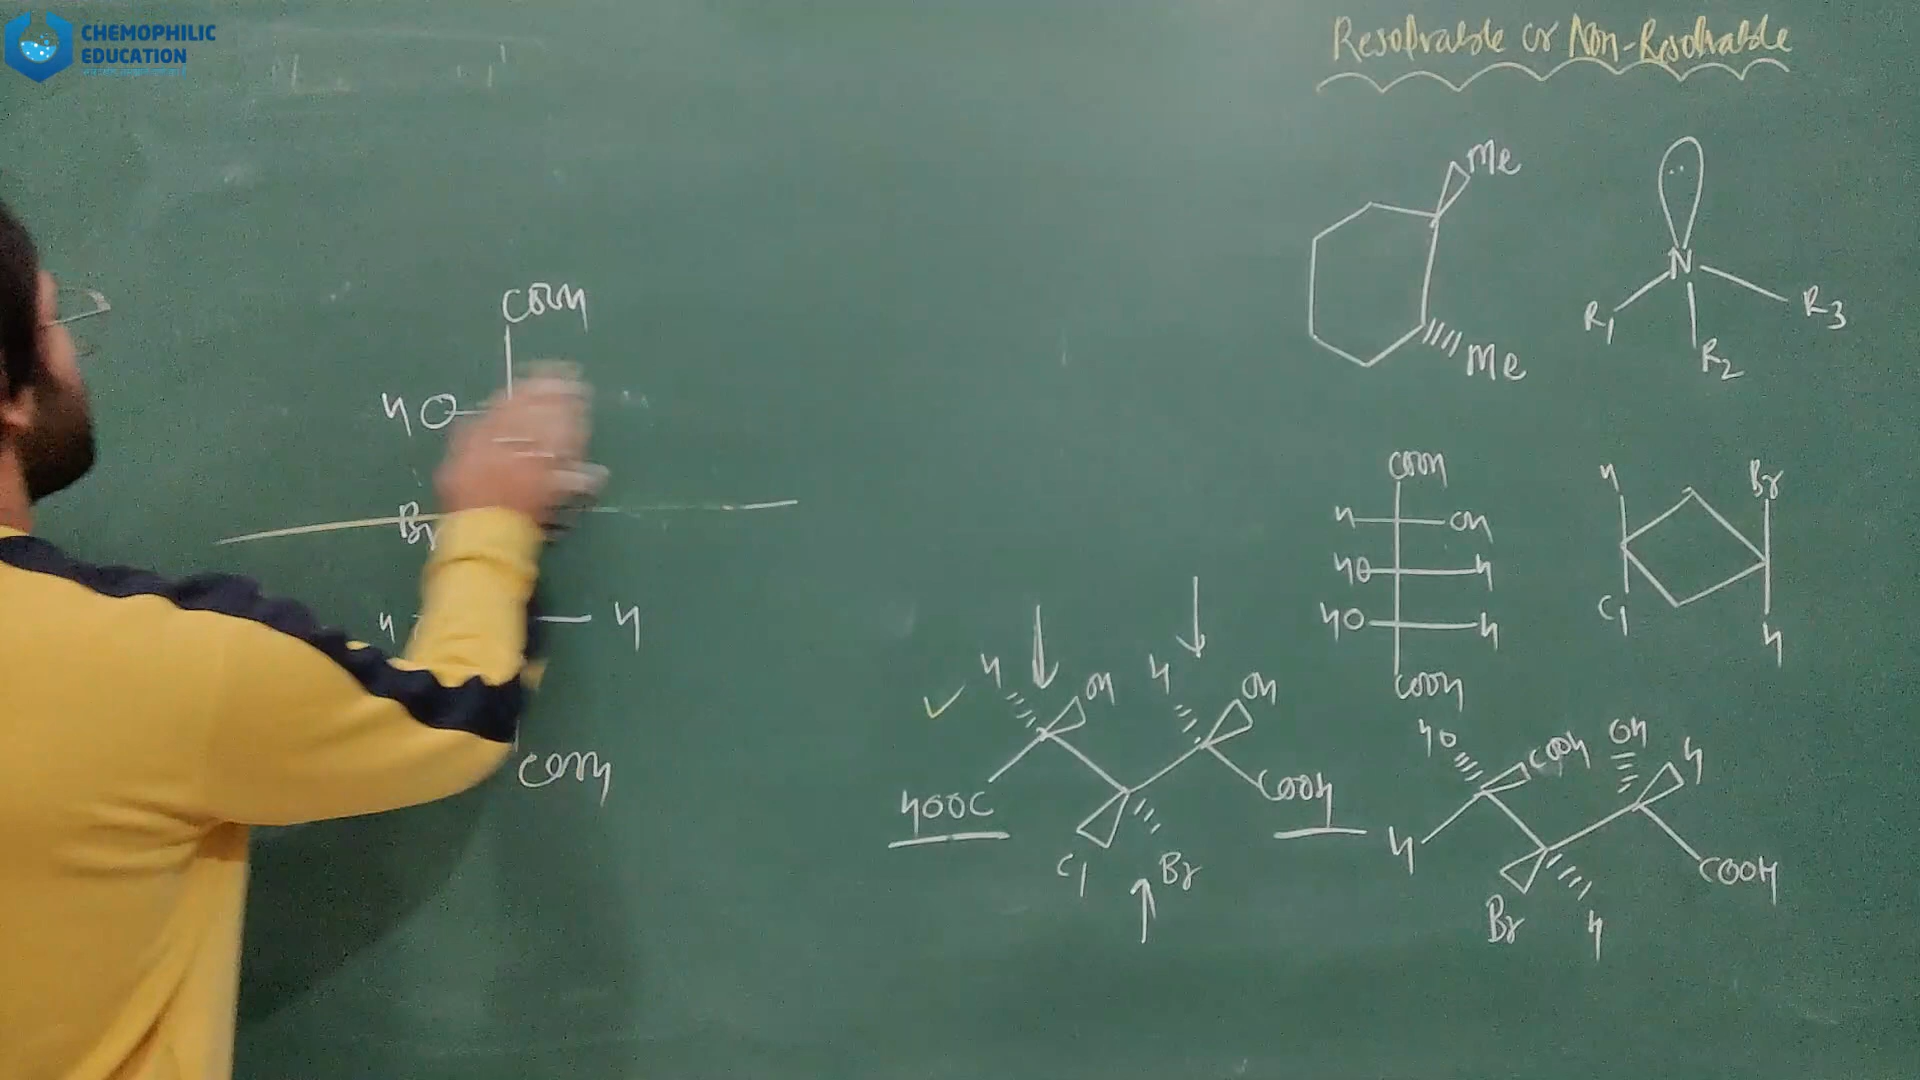 CHEMOPHILIC
EDUCATION
Resolvable or Non-Resolvable
Me
Me
N
R1
R2
R3
COOH
HO
Br
H
H
COOH
COOH
H
OH
HO
H
HO
H
COOH
H
Br
Cl
H
H
OH
H
OH
HOOC
COOH
Cl
Br
HO
COOH
OH
H
H
COOH
Br
H